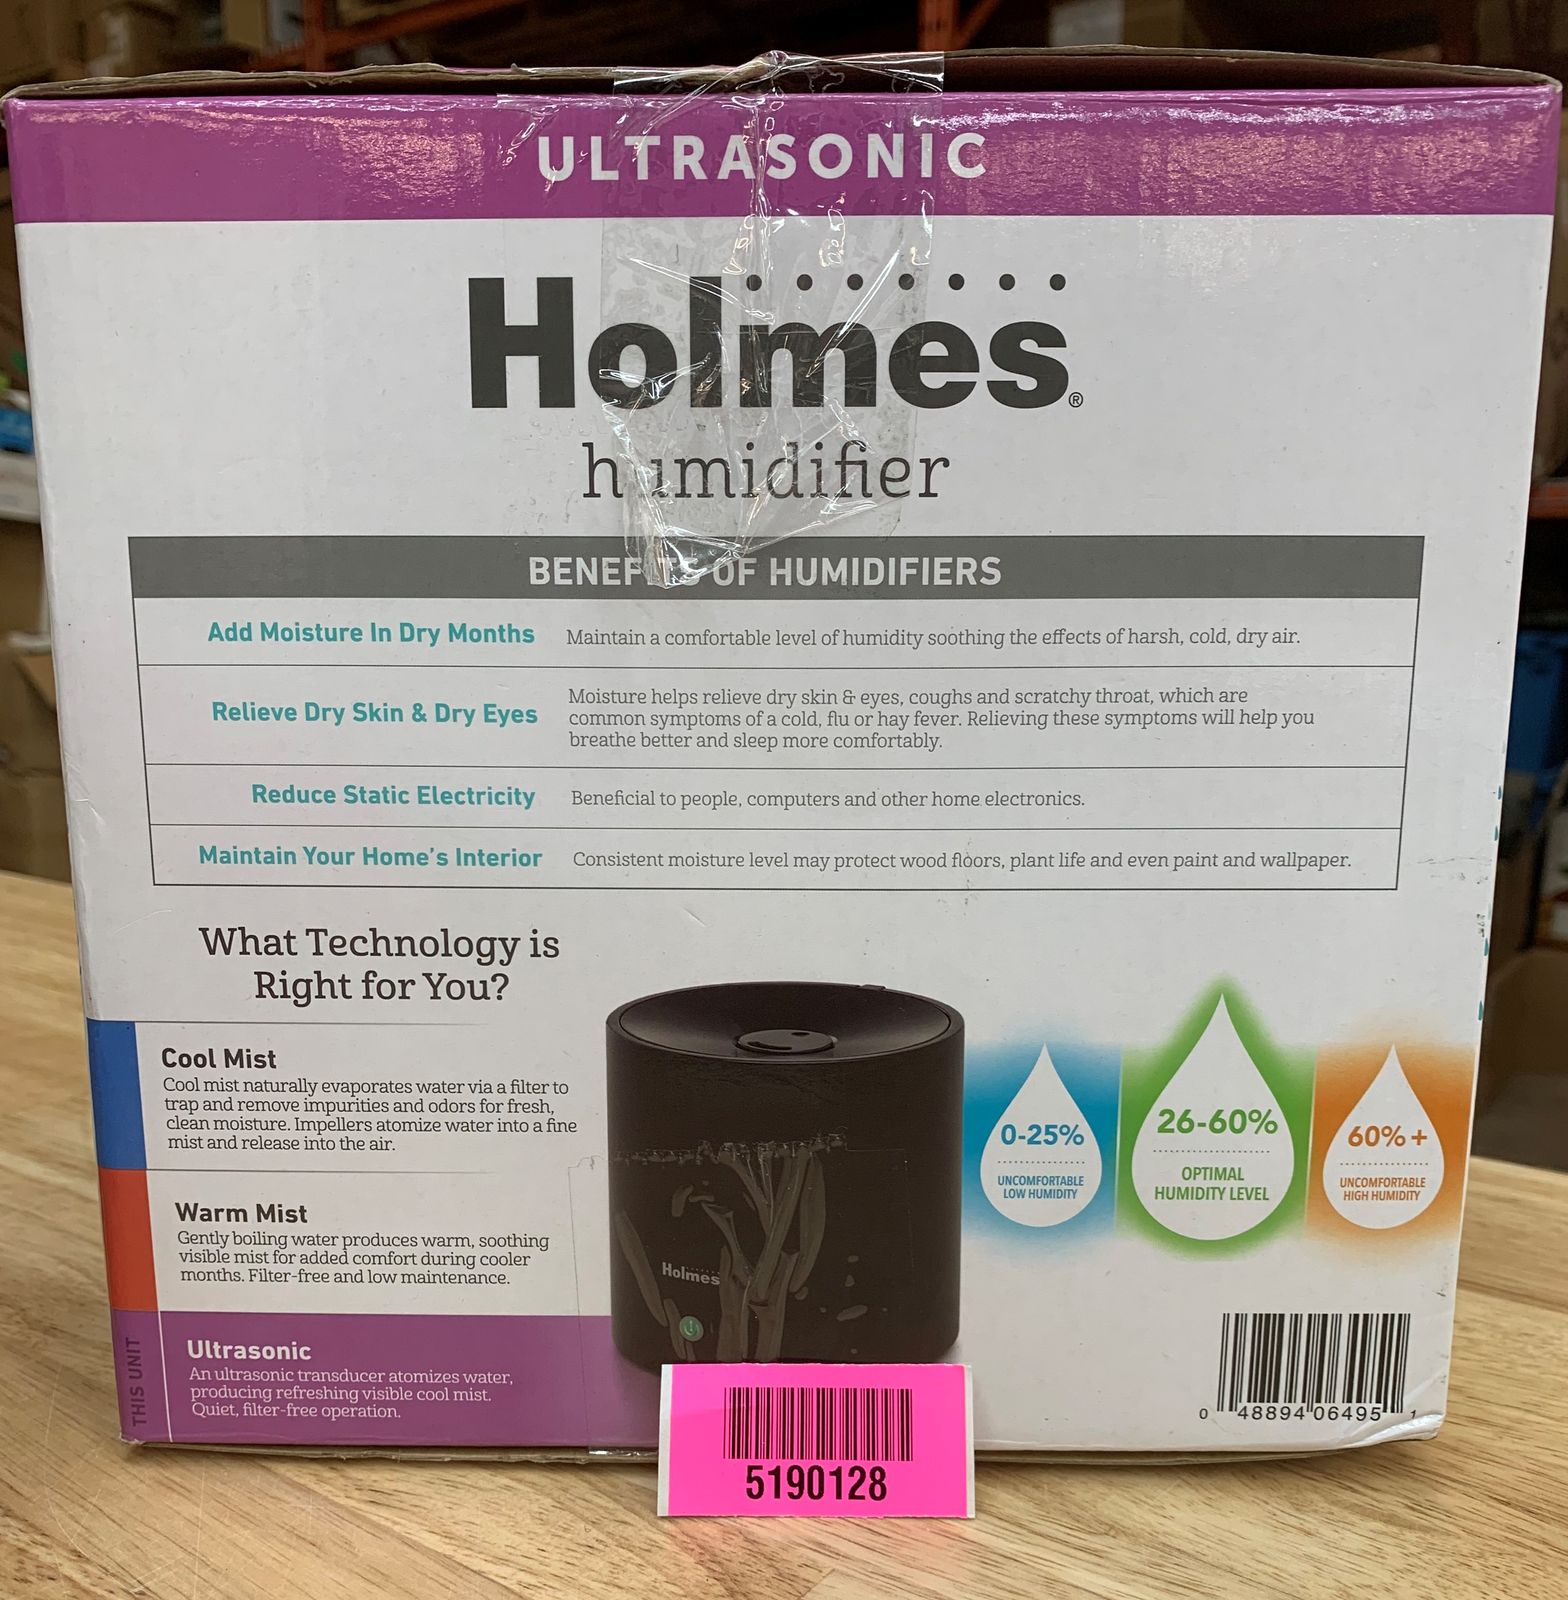 ULTRASONIC
Holmes®
humidifier
BENEFITS OF HUMIDIFIERS
Add Moisture In Dry Months
Maintain a comfortable level of humidity soothing the effects of harsh, cold, dry air.
Relieve Dry Skin & Dry Eyes
Moisture helps relieve dry skin & eyes, coughs and scratchy throat, which are
common symptoms of a cold, flu or hay fever. Relieving these symptoms will help you
breathe better and sleep more comfortably.
Reduce Static Electricity
Beneficial to people, computers and other home electronics.
Maintain Your Home's Interior
Consistent moisture level may protect wood floors, plant life and even paint and wallpaper.
What Technology is
Right for You?
Cool Mist
Cool mist naturally evaporates water via a filter to
trap and remove impurities and odors for fresh,
clean moisture. Impellers atomize water into a fine
mist and release into the air.
Warm Mist
Gently boiling water produces warm, soothing
visible mist for added comfort during cooler
months. Filter-free and low maintenance.
THIS UNIT
Ultrasonic
An ultrasonic transducer atomizes water,
producing refreshing visible cool mist.
Quiet, filter-free operation.
Holmes
0-25%
UNCOMFORTABLE
LOW HUMIDITY
26-60%
OPTIMAL
HUMIDITY LEVEL
60% +
UNCOMFORTABLE
HIGH HUMIDITY
0 48894 06495 1
5190128